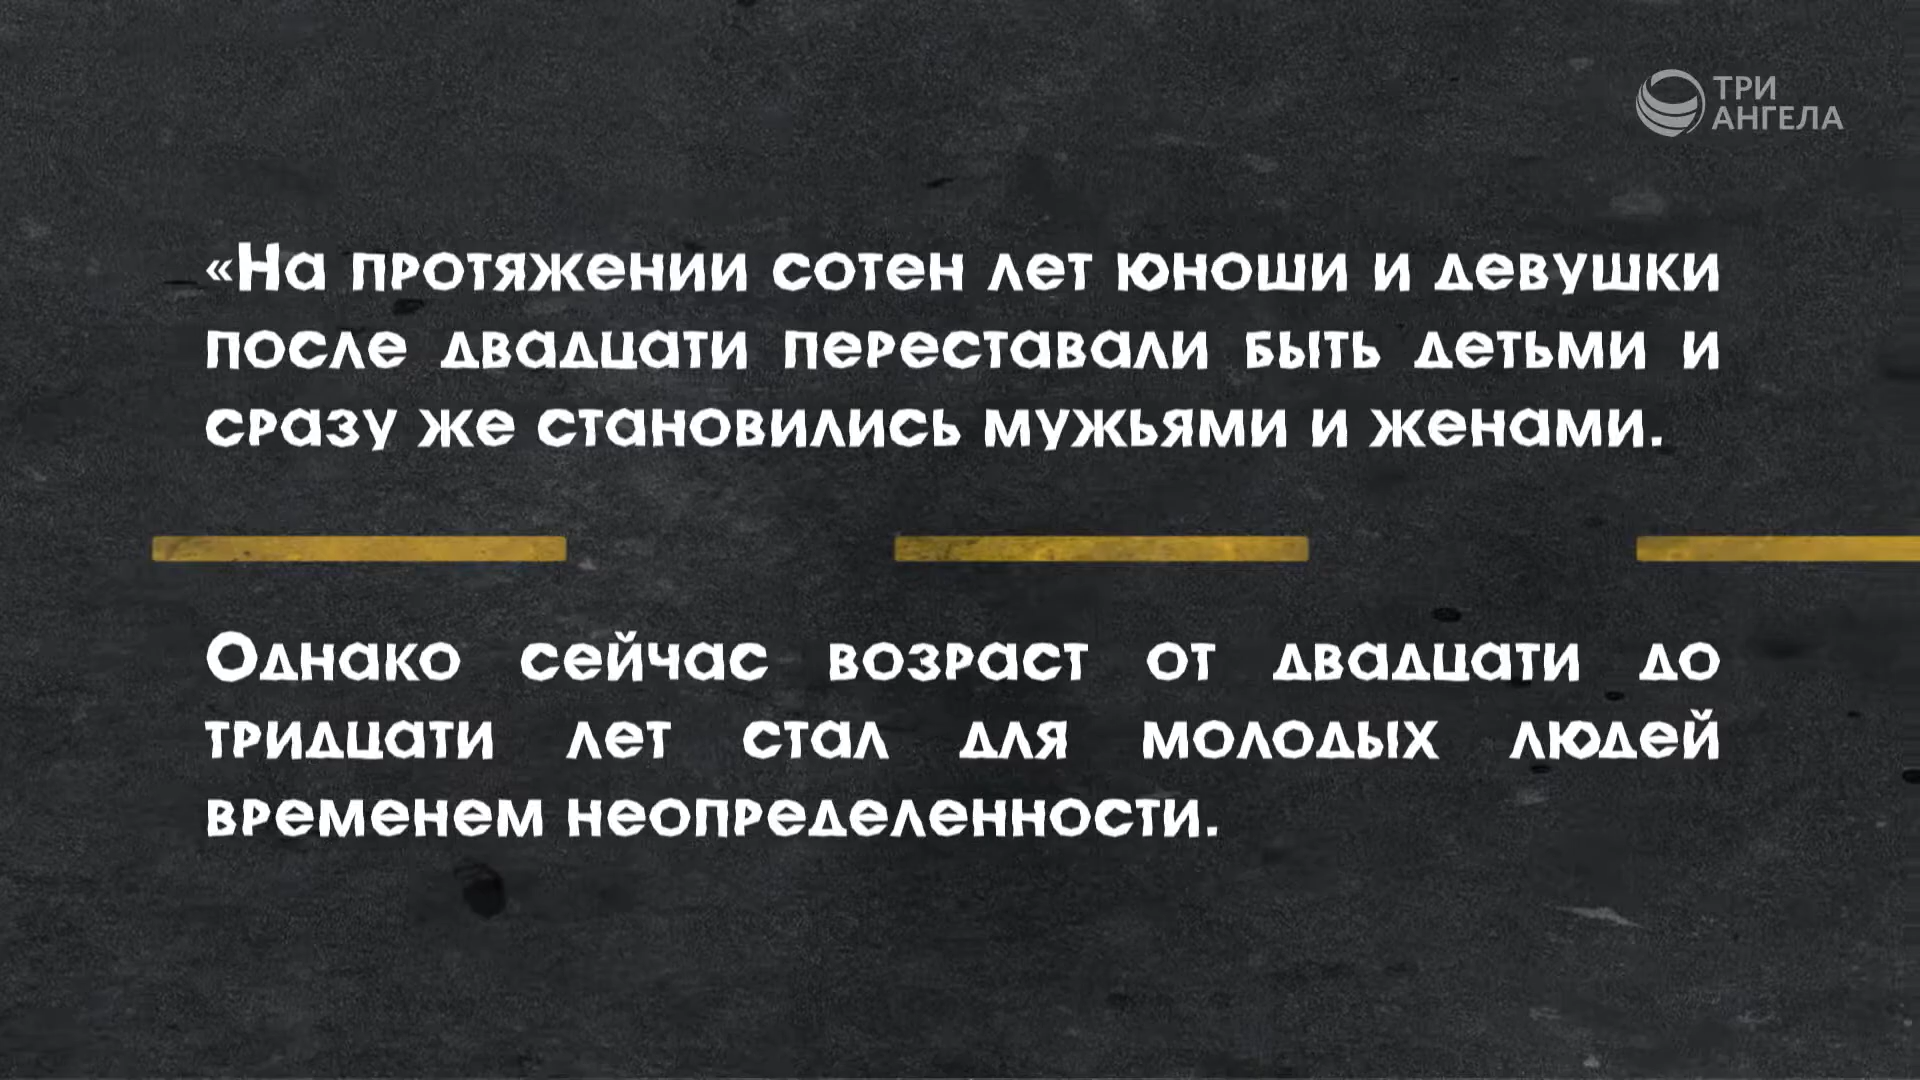 ТРИ
АНГЕЛА
«На протяжении сотен лет юноши и девушки
после двадцати переставали быть детьми и
сразу же становились мужьями и женами.
Однако сейчас возраст от двадцати до
тридцати лет стал для молодых людей
временем неопределенности.